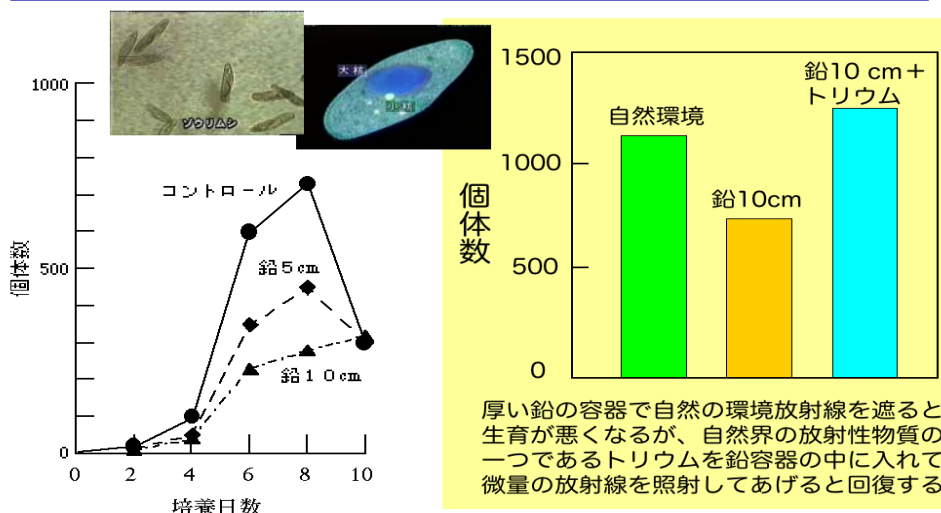 ゾウリムシ
大核
1000
500
0
個体数
コントロール
鉛5cm
鉛10cm
0 2 4 6 8 10
培養日数
1500
1000
500
0
個体数
自然環境
鉛10cm
鉛10 cm+
トリウム
厚い鉛の容器で自然の環境放射線を遮ると
生育が悪くなるが、自然界の放射性物質の
一つであるトリウムを鉛容器の中に入れて
微量の放射線を照射してあげると回復する